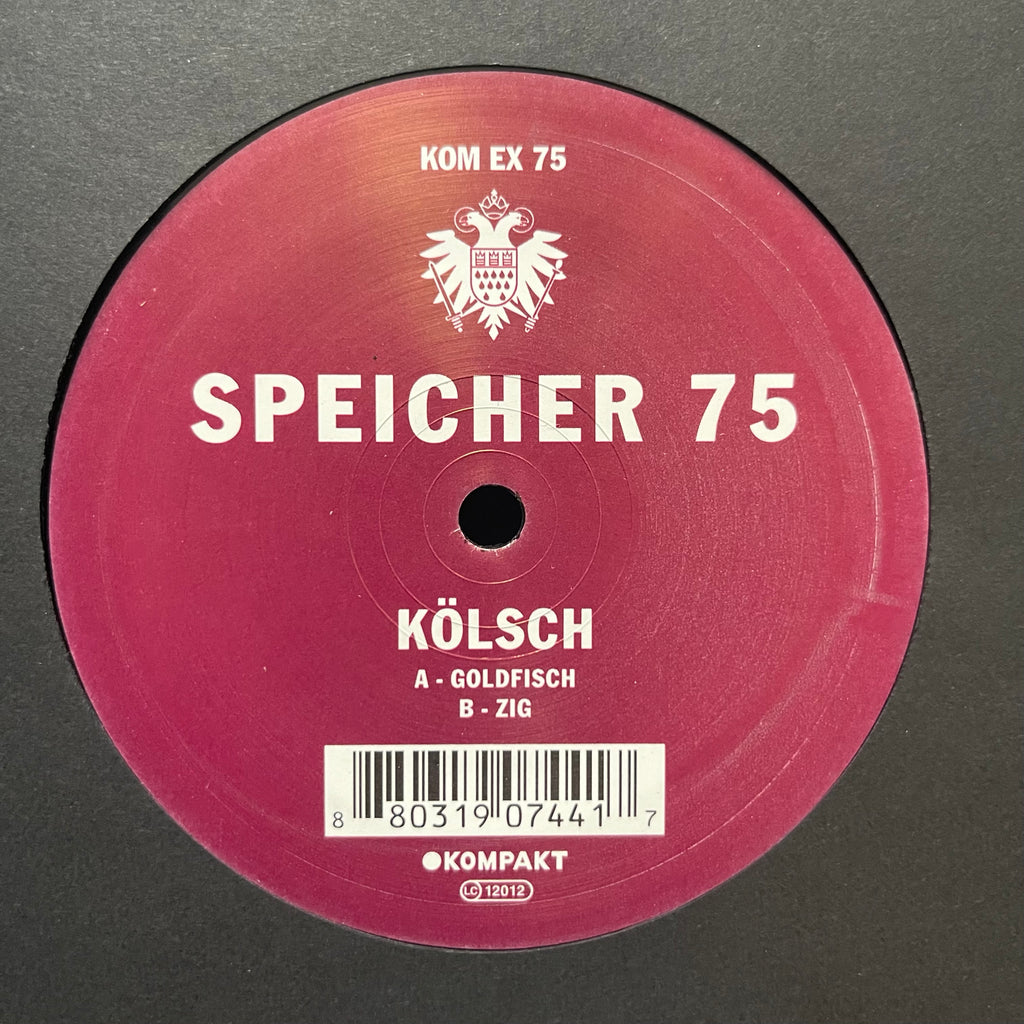 KOM EX 75
SPEICHER 75
KÖLSCH
A - GOLDFISCH
B - ZIG
8 80319 07441 7
KOMPAKT
LC 12012